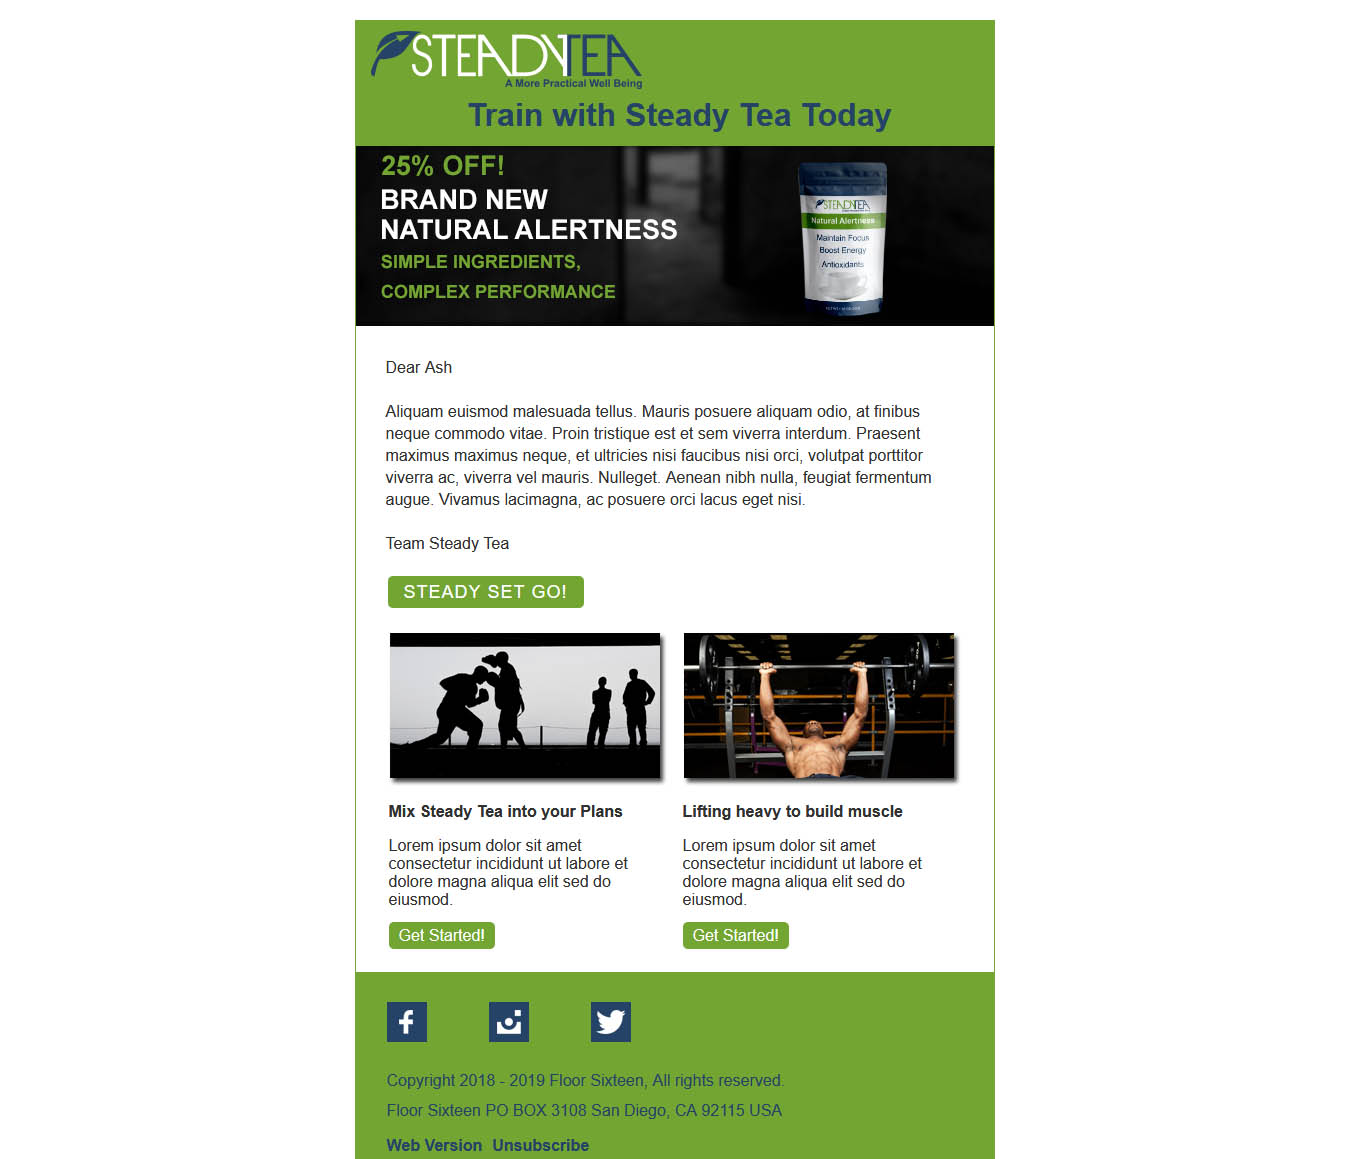 STEADYTEA
A More Practical Well Being
Train with Steady Tea Today
25% OFF!
BRAND NEW
NATURAL ALERTNESS
SIMPLE INGREDIENTS,
COMPLEX PERFORMANCE
STEADYTEA
Natural Alertness
Maintain Focus
Boost Energy
Antioxidants
Dear Ash
Aliquam euismod malesuada tellus. Mauris posuere aliquam odio, at finibus
neque commodo vitae. Proin tristique est et sem viverra interdum. Praesent
maximus maximus neque, et ultricies nisi faucibus nisi orci, volutpat porttitor
viverra ac, viverra vel mauris. Nulleget. Aenean nibh nulla, feugiat fermentum
augue. Vivamus lacimagna, ac posuere orci lacus eget nisi.
Team Steady Tea
STEADY SET GO!
Mix Steady Tea into your Plans
Lorem ipsum dolor sit amet
consectetur incididunt ut labore et
dolore magna aliqua elit sed do
eiusmod.
Get Started!
Lifting heavy to build muscle
Lorem ipsum dolor sit amet
consectetur incididunt ut labore et
dolore magna aliqua elit sed do
eiusmod.
Get Started!
Copyright 2018 - 2019 Floor Sixteen, All rights reserved.
Floor Sixteen PO BOX 3108 San Diego, CA 92115 USA
Web Version Unsubscribe